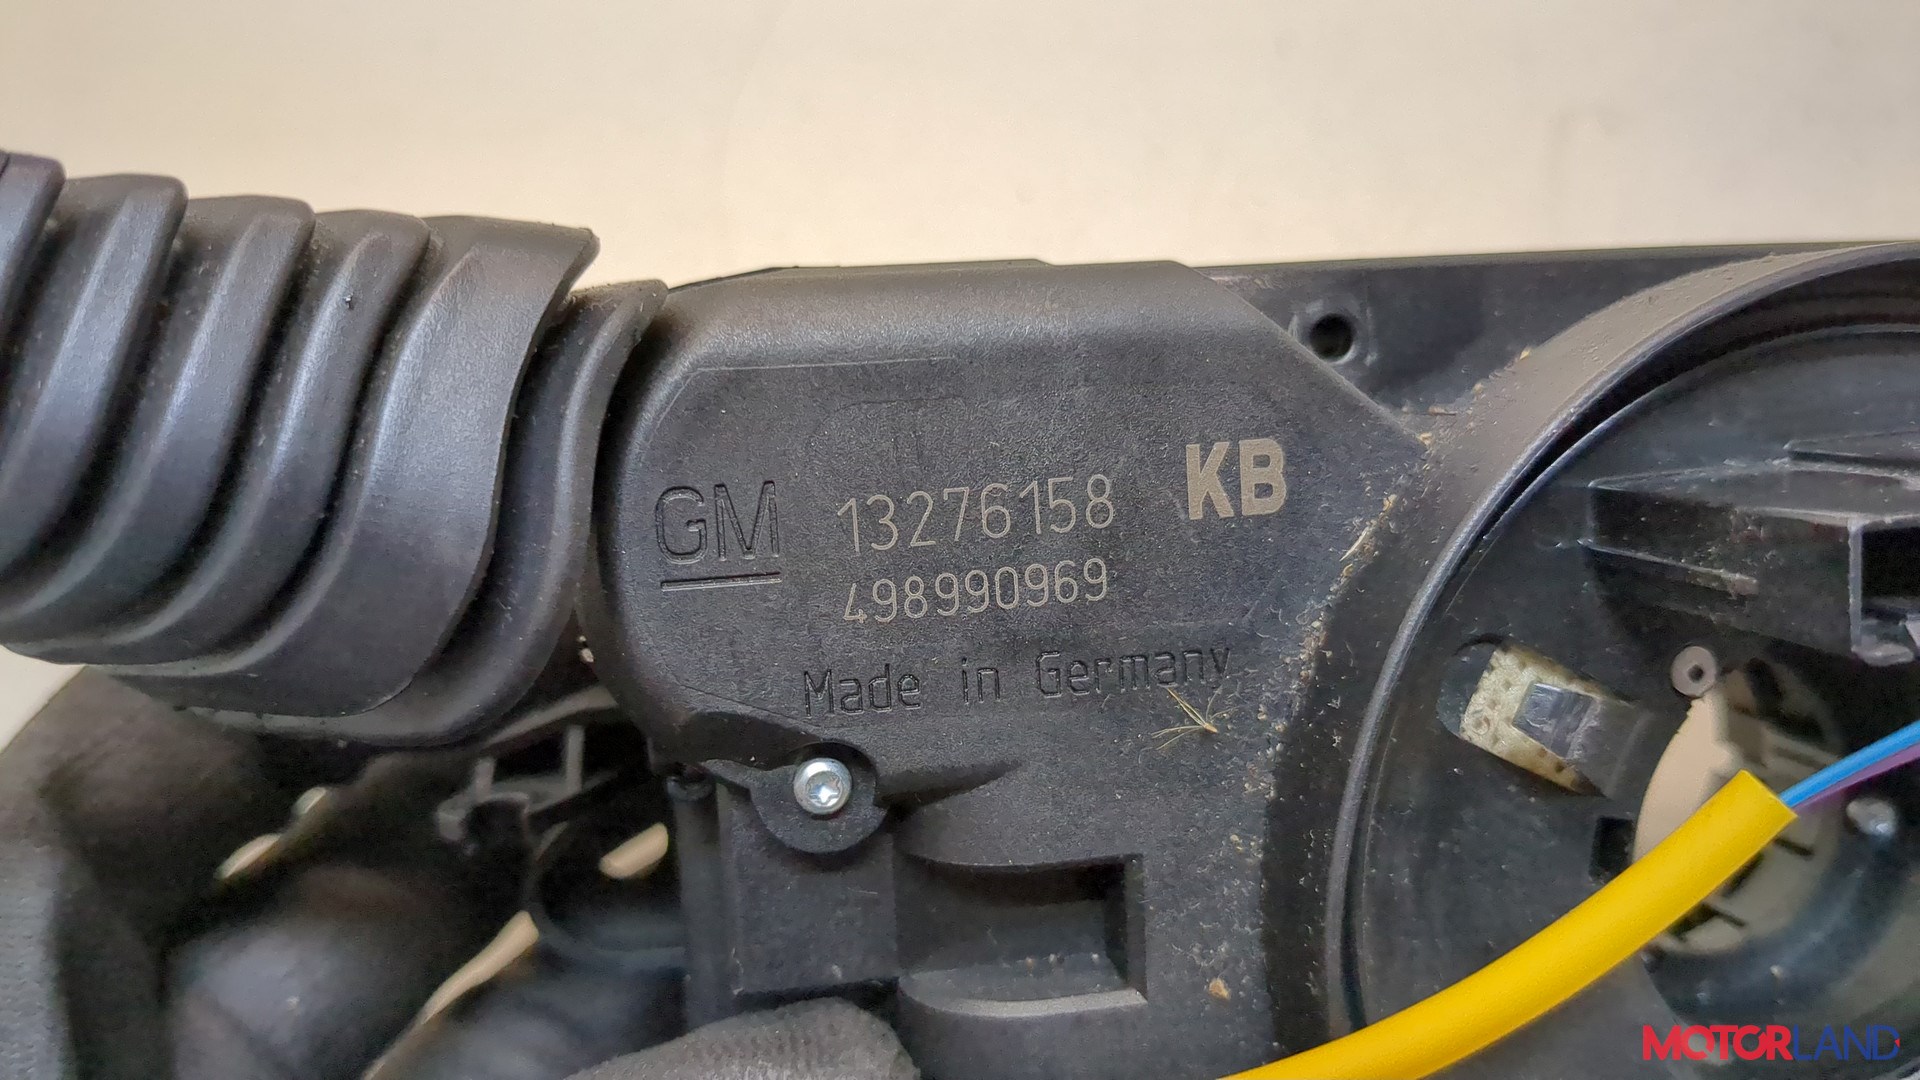 GM 13276158 KB
498990969
Made in Germany
MOTORLAND